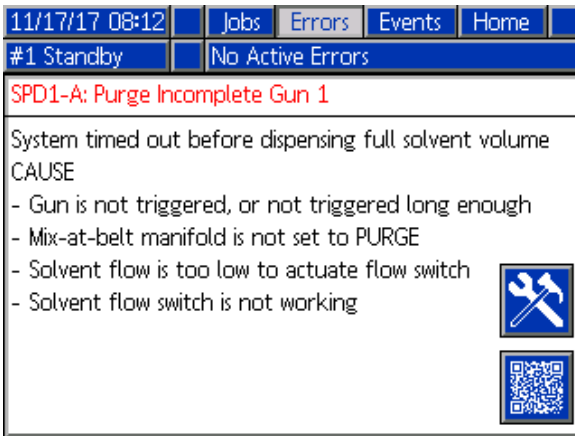 11/17/17 08:12 Jobs Errors Events Home
#1 Standby No Active Errors
SPD1-A: Purge Incomplete Gun 1
System timed out before dispensing full solvent volume
CAUSE
- Gun is not triggered, or not triggered long enough
- Mix-at-belt manifold is not set to PURGE
- Solvent flow is too low to actuate flow switch
- Solvent flow switch is not working